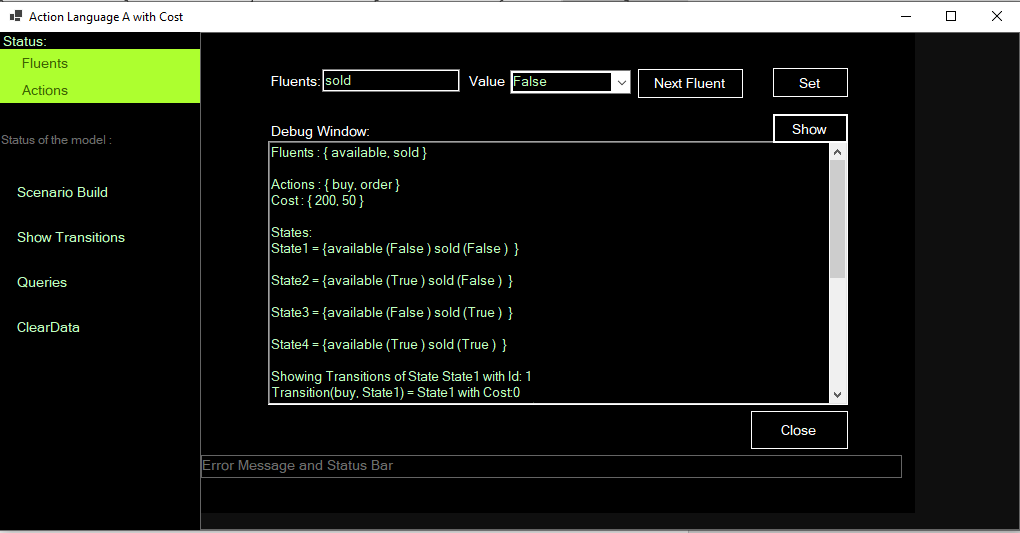 Action Language A with Cost
Status:
Fluents
Actions
Status of the model :
Scenario Build
Show Transitions
Queries
ClearData
Fluents: sold Value False Next Fluent Set
Debug Window: Show
Fluents : { available, sold }
Actions : { buy, order }
Cost : { 200, 50 }
States:
State1 = {available (False ) sold (False )  }
State2 = {available (True ) sold (False )  }
State3 = {available (False ) sold (True )  }
State4 = {available (True ) sold (True )  }
Showing Transitions of State State1 with Id: 1
Transition(buy, State1) = State1 with Cost:0
Close
Error Message and Status Bar